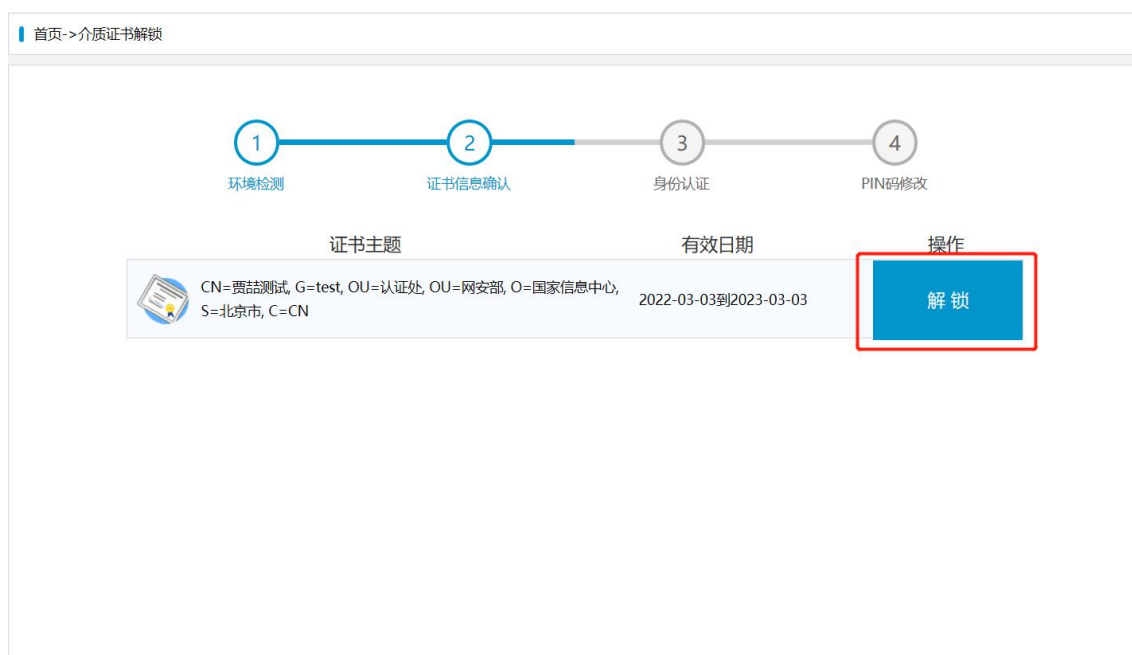 首页->介质证书解锁
1
2
3
4
环境检测
证书信息确认
身份认证
PIN码修改
证书主题
有效日期
操作
CN=贾喆测试, G=test, OU=认证处, OU=网安部, O=国家信息中心,
S=北京市, C=CN
2022-03-03到2023-03-03
解 锁